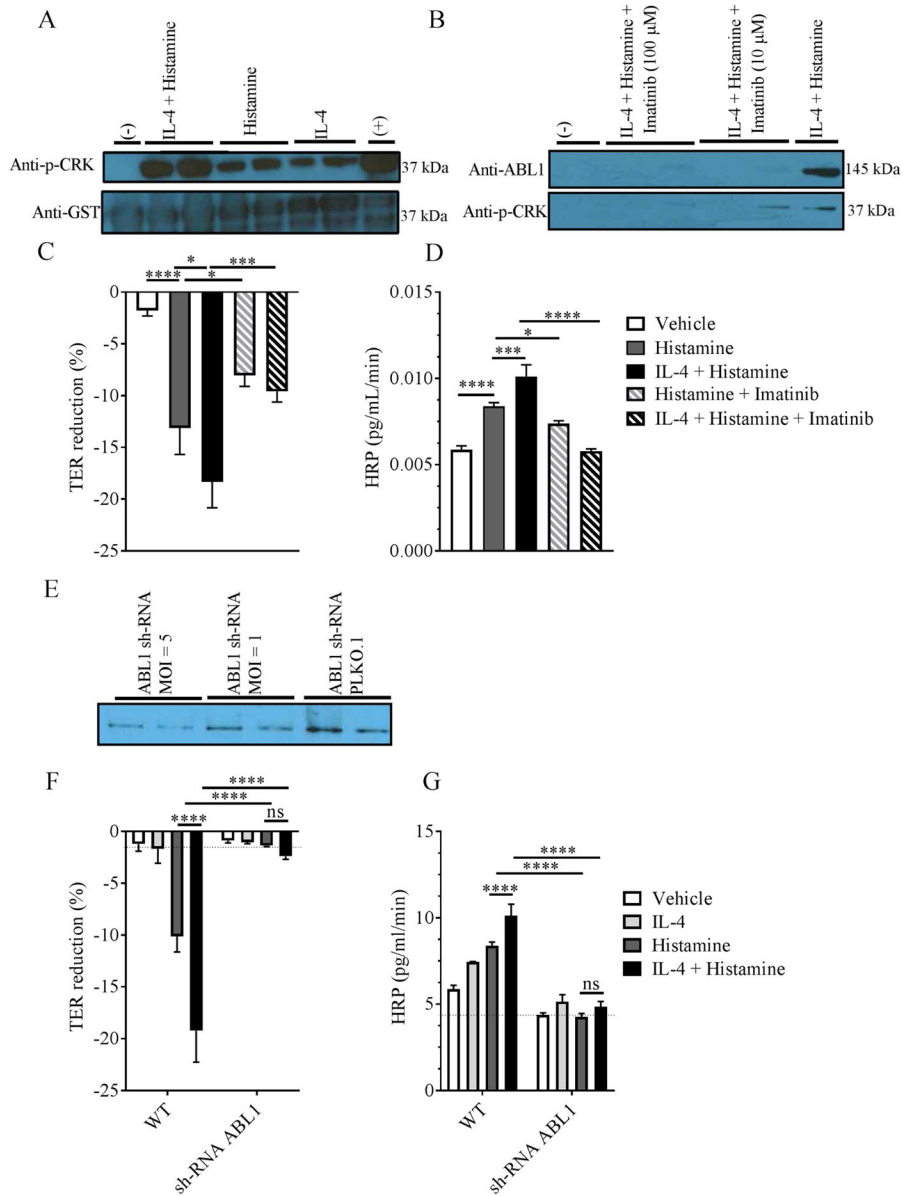 A
(-)
IL-4 + Histamine
Histamine
IL-4
(+)
Anti-p-CRK
37 kDa
Anti-GST
37 kDa
B
(-)
IL-4 + Histamine +
Imatinib (100 μM)
IL-4 + Histamine +
Imatinib (10 μM)
IL-4 + Histamine
Anti-ABL1
145 kDa
Anti-p-CRK
37 kDa
C
* ***
**** *
TER reduction (%)
0
-5
-10
-15
-20
-25
D
HRP (pg/mL/min)
0.015
0.010
0.005
0.000
****
*
***
****
Vehicle
Histamine
IL-4 + Histamine
Histamine + Imatinib
IL-4 + Histamine + Imatinib
E
ABL1 sh-RNA
MOI = 5
ABL1 sh-RNA
MOI = 1
ABL1 sh-RNA
PLKO.1
F
****
****
**** ns
TER reduction (%)
0
-5
-10
-15
-20
-25
WT
sh-RNA ABL1
G
HRP (pg/ml/min)
15
10
5
0
****
****
****
ns
WT
sh-RNA ABL1
Vehicle
IL-4
Histamine
IL-4 + Histamine